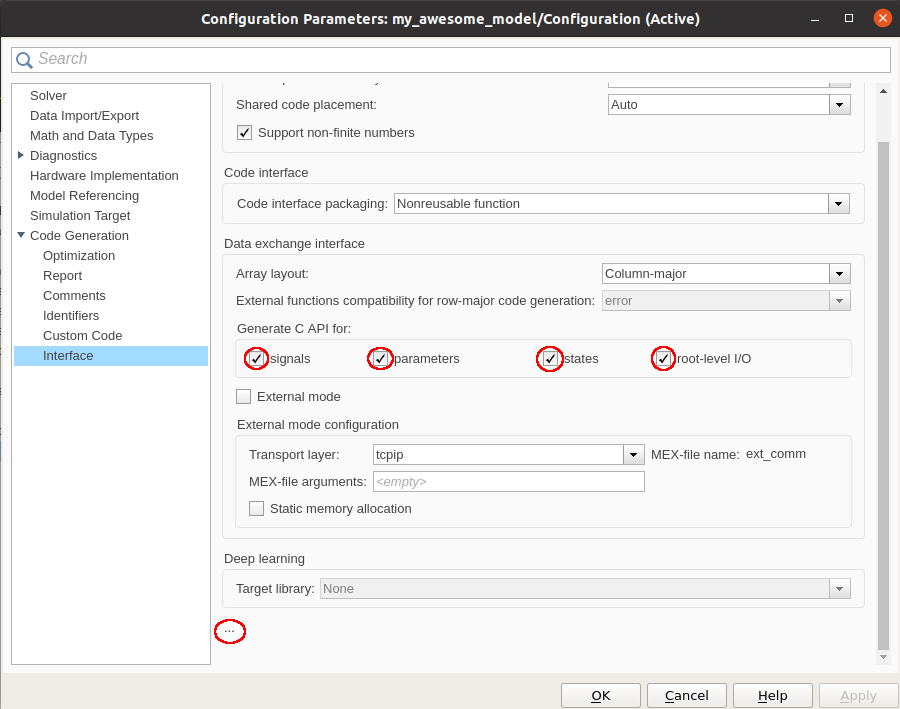 Configuration Parameters: my_awesome_model/Configuration (Active)
Search
Solver
Data Import/Export
Math and Data Types
Diagnostics
Hardware Implementation
Model Referencing
Simulation Target
Code Generation
Optimization
Report
Comments
Identifiers
Custom Code
Interface
Shared code placement: Auto
Support non-finite numbers
Code interface
Code interface packaging: Nonreusable function
Data exchange interface
Array layout: Column-major
External functions compatibility for row-major code generation: error
Generate C API for:
signals parameters states root-level I/O
External mode
External mode configuration
Transport layer: tcpip MEX-file name: ext_comm
MEX-file arguments: <empty>
Static memory allocation
Deep learning
Target library: None
...
OK Cancel Help Apply